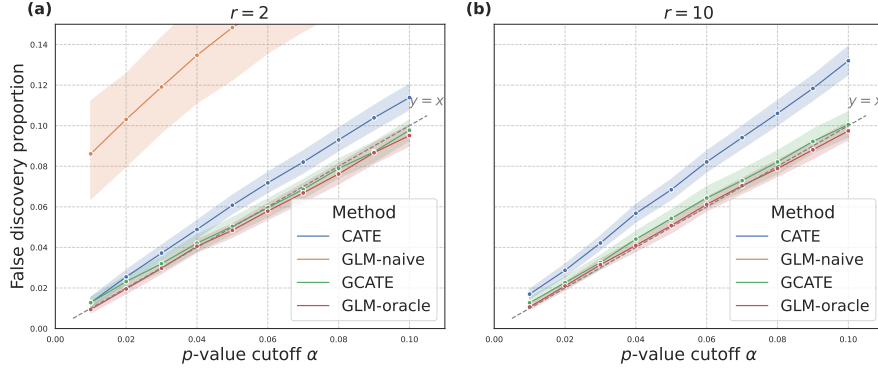 (a)
r = 2
False discovery proportion
0.14
0.12
0.10
0.08
0.06
0.04
0.02
0.00
y = x
Method
CATE
GLM-naive
GCATE
GLM-oracle
0.00 0.02 0.04 0.06 0.08 0.10
p-value cutoff α
(b)
r = 10
y = x
Method
CATE
GLM-naive
GCATE
GLM-oracle
0.00 0.02 0.04 0.06 0.08 0.10
p-value cutoff α